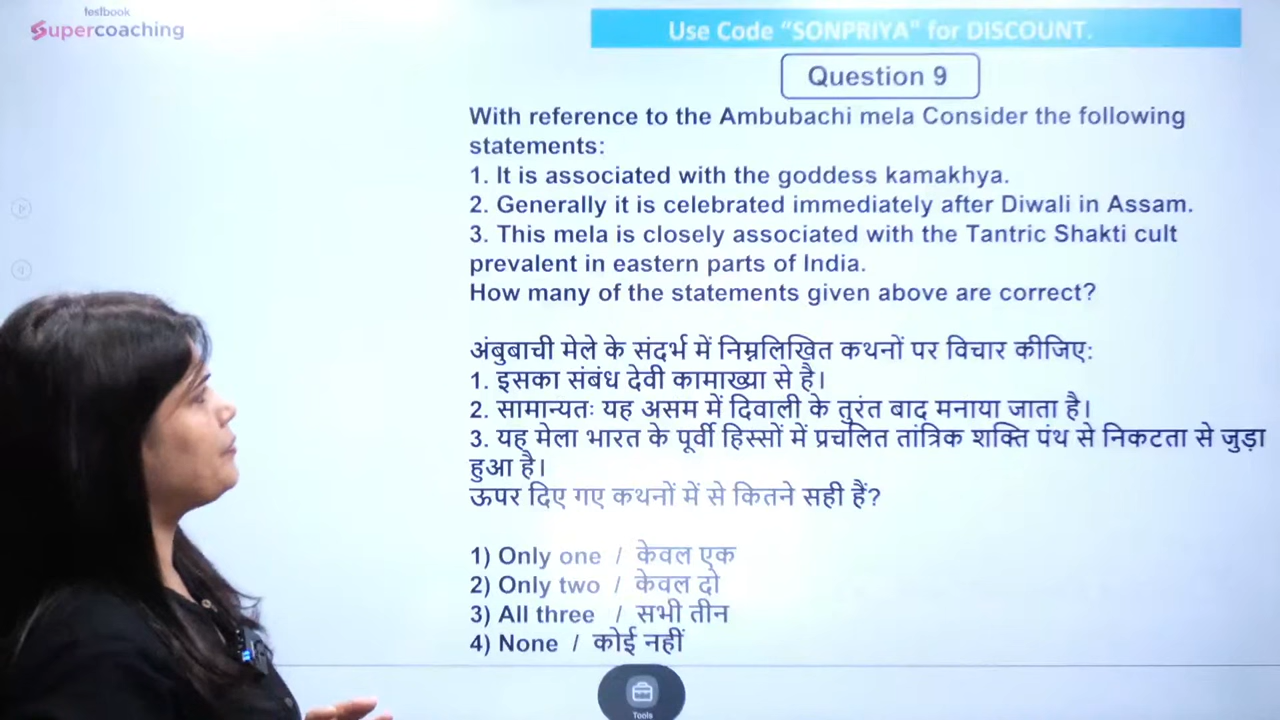 testbook
Supercoaching
Use Code “SONPRIYA” for DISCOUNT.
Question 9
With reference to the Ambubachi mela Consider the following
statements:
1. It is associated with the goddess kamakhya.
2. Generally it is celebrated immediately after Diwali in Assam.
3. This mela is closely associated with the Tantric Shakti cult
prevalent in eastern parts of India.
How many of the statements given above are correct?
अंबुबाची मेले के संदर्भ में निम्नलिखित कथनों पर विचार कीजिए:
1. इसका संबंध देवी कामाख्या से है।
2. सामान्यतः यह असम में दिवाली के तुरंत बाद मनाया जाता है।
3. यह मेला भारत के पूर्वी हिस्सों में प्रचलित तांत्रिक शक्ति पंथ से निकटता से जुड़ा
हुआ है।
ऊपर दिए गए कथनों में से कितने सही हैं?
1) Only one / केवल एक
2) Only two / केवल दो
3) All three / सभी तीन
4) None / कोई नहीं
Tools